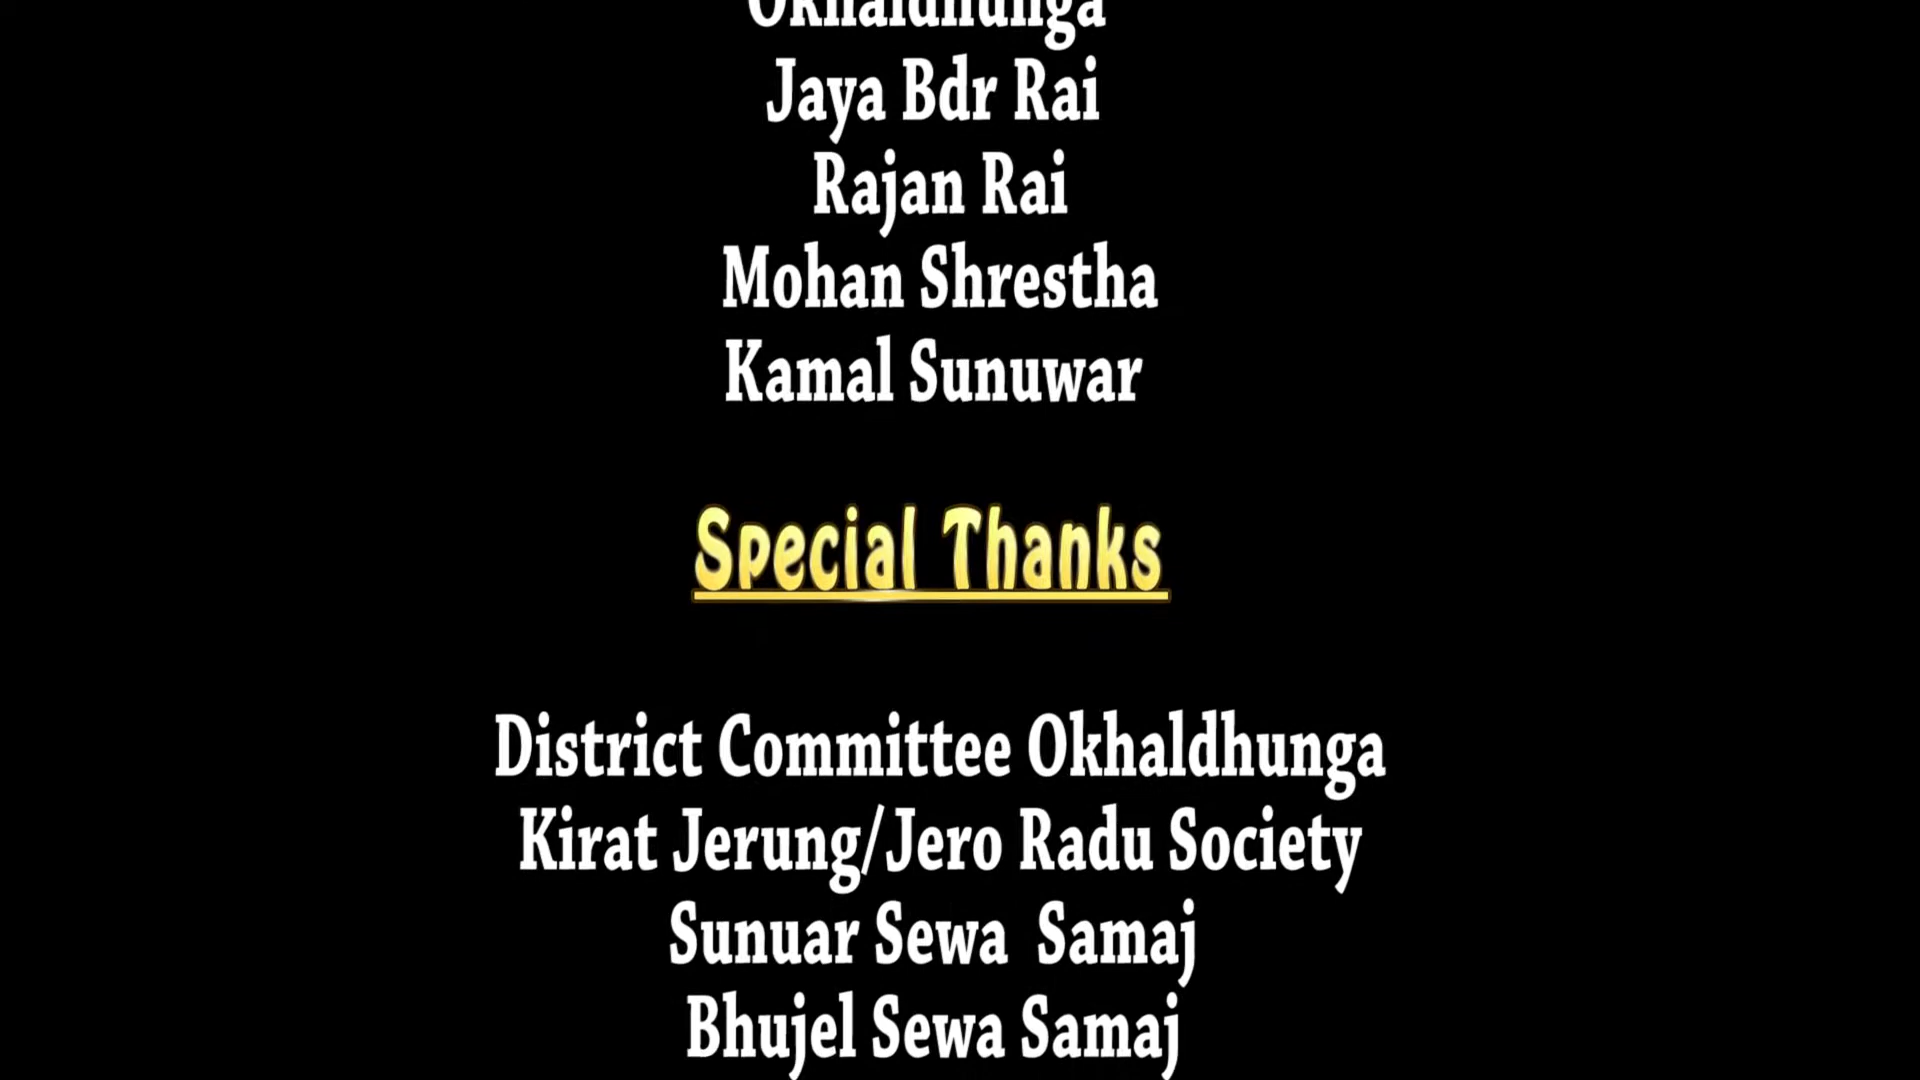 Okhaldhunga
Jaya Bdr Rai
Rajan Rai
Mohan Shrestha
Kamal Sunuwar
Special Thanks
District Committee Okhaldhunga
Kirat Jerung/Jero Radu Society
Sunuar Sewa  Samaj
Bhujel Sewa Samaj